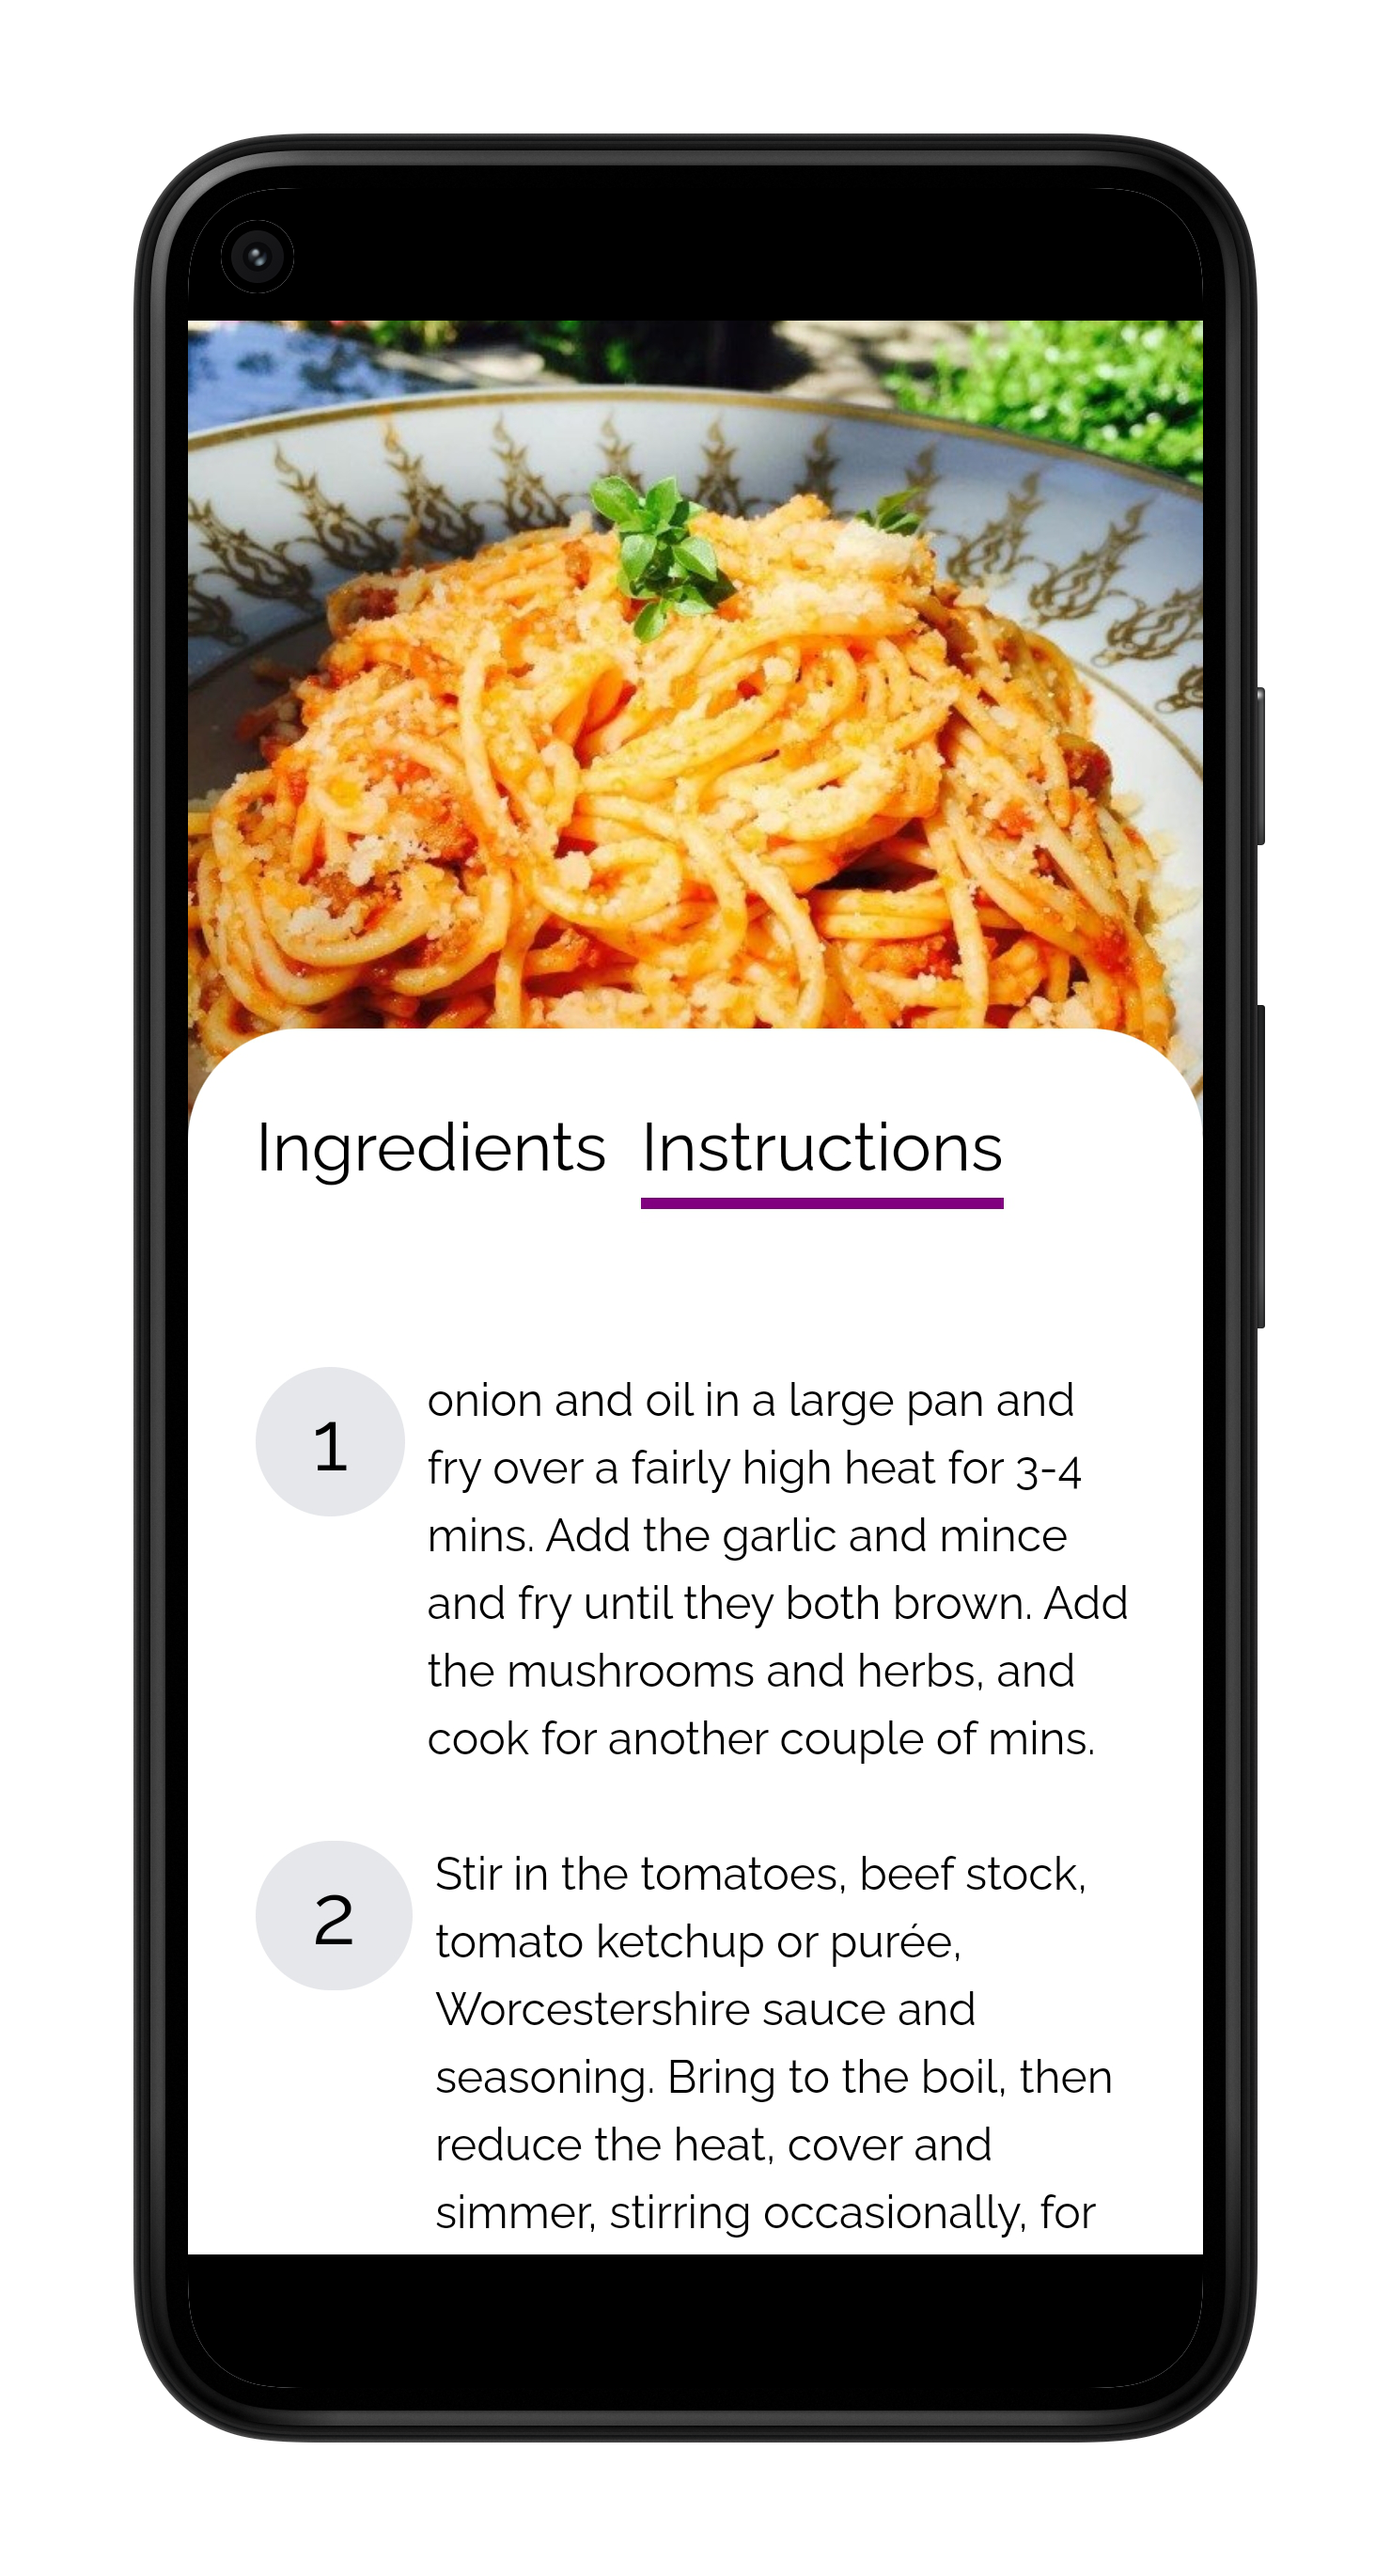 Ingredients Instructions
1
onion and oil in a large pan and
fry over a fairly high heat for 3-4
mins. Add the garlic and mince
and fry until they both brown. Add
the mushrooms and herbs, and
cook for another couple of mins.
2
Stir in the tomatoes, beef stock,
tomato ketchup or purée,
Worcestershire sauce and
seasoning. Bring to the boil, then
reduce the heat, cover and
simmer, stirring occasionally, for